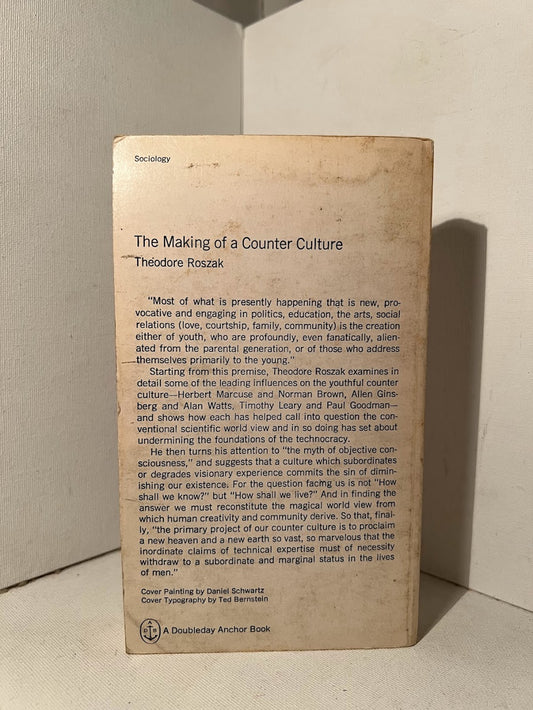 Sociology
The Making of a Counter Culture
Theodore Roszak
"Most of what is presently happening that is new, pro-
vocative and engaging in politics, education, the arts, social
relations (love, courtship, family, community) is the creation
either of youth, who are profoundly, even fanatically, alien-
ated from the parental generation, or of those who address
themselves primarily to the young."
Starting from this premise, Theodore Roszak examines in
detail some of the leading influences on the youthful counter
culture—Herbert Marcuse and Norman Brown, Allen Gins-
berg and Alan Watts, Timothy Leary and Paul Goodman—
and shows how each has helped call into question the con-
ventional scientific world view and in so doing has set about
undermining the foundations of the technocracy.
He then turns his attention to "the myth of objective con-
sciousness," and suggests that a culture which subordinates
or degrades visionary experience commits the sin of dimin-
ishing our existence. For the question facing us is not "How
shall we know?" but "How shall we live?" And in finding the
answer we must reconstitute the magical world view from
which human creativity and community derive. So that, final-
ly, "the primary project of our counter culture is to proclaim
a new heaven and a new earth so vast, so marvelous that the
inordinate claims of technical expertise must of necessity
withdraw to a subordinate and marginal status in the lives
of men."
Cover Painting by Daniel Schwartz
Cover Typography by Ted Bernstein
A Doubleday Anchor Book